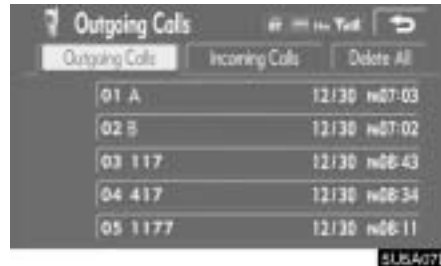 Outgoing Calls
Outgoing Calls Incoming Calls Delete All
01 A 12/30 07:03
02 B 12/30 07:02
03 117 12/30 08:43
04 417 12/30 08:34
05 1177 12/30 08:11